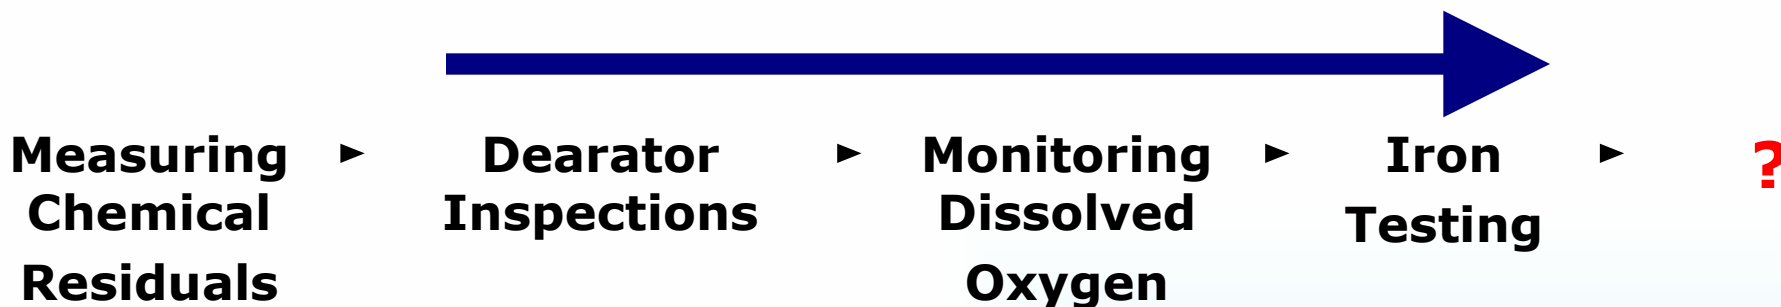 Measuring
Chemical
Residuals
Dearator
Inspections
Monitoring
Dissolved
Oxygen
Iron
Testing
?